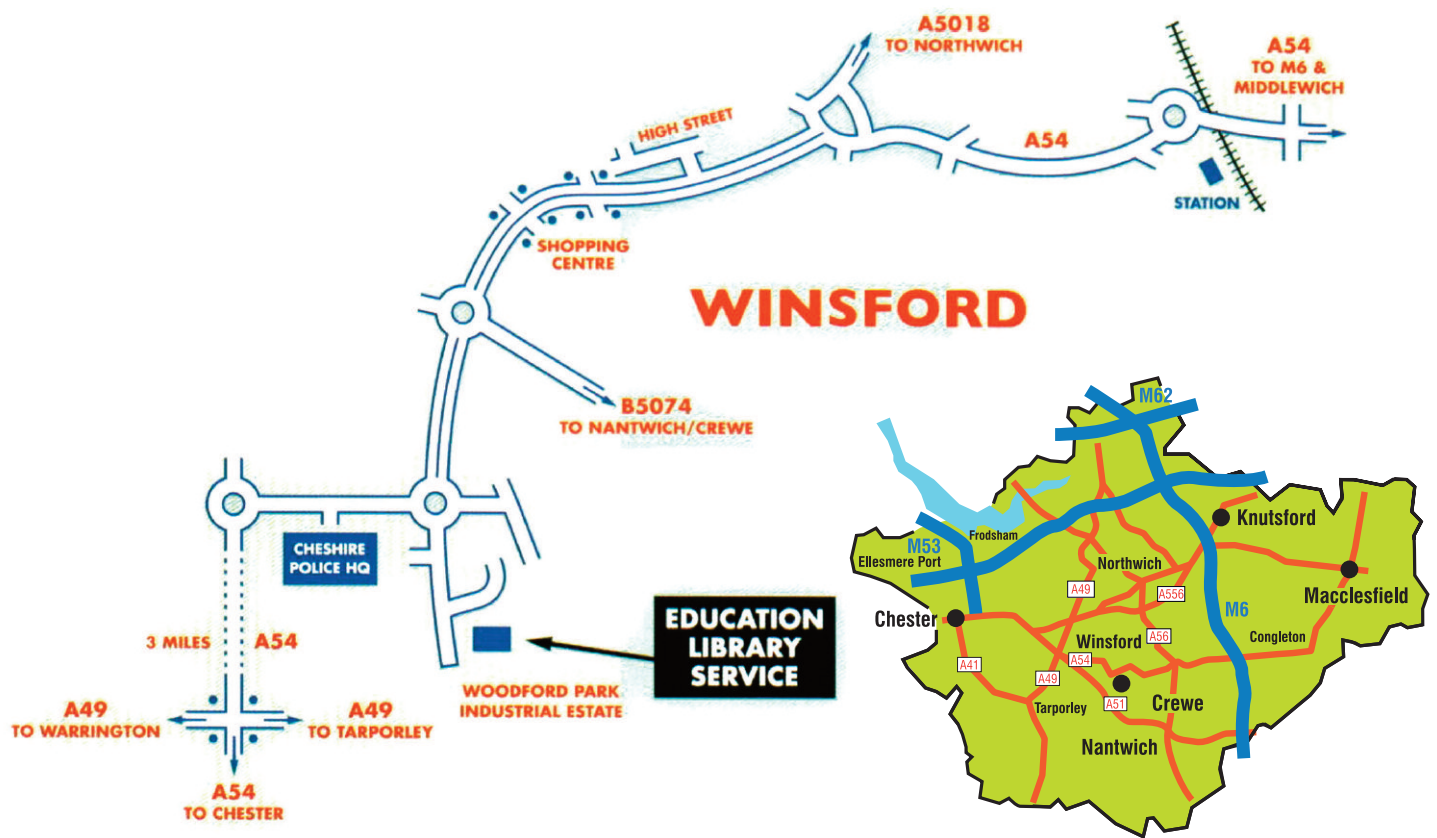 A5018
TO NORTHWICH
A54
TO M6 &
MIDDLEWICH
HIGH STREET
A54
STATION
SHOPPING
CENTRE
WINSFORD
B5074
TO NANTWICH/CREWE
CHESHIRE
POLICE HQ
3 MILES
A54
EDUCATION
LIBRARY
SERVICE
WOODFORD PARK
INDUSTRIAL ESTATE
A49
TO WARRINGTON
A49
TO TARPORLEY
A54
TO CHESTER
M62
Knutsford
M53
Frodsham
Ellesmere Port
Northwich
A49
A556
Macclesfield
M6
Chester
Winsford
A56
Congleton
A41
A54
A49
A51
Tarporley
Crewe
Nantwich